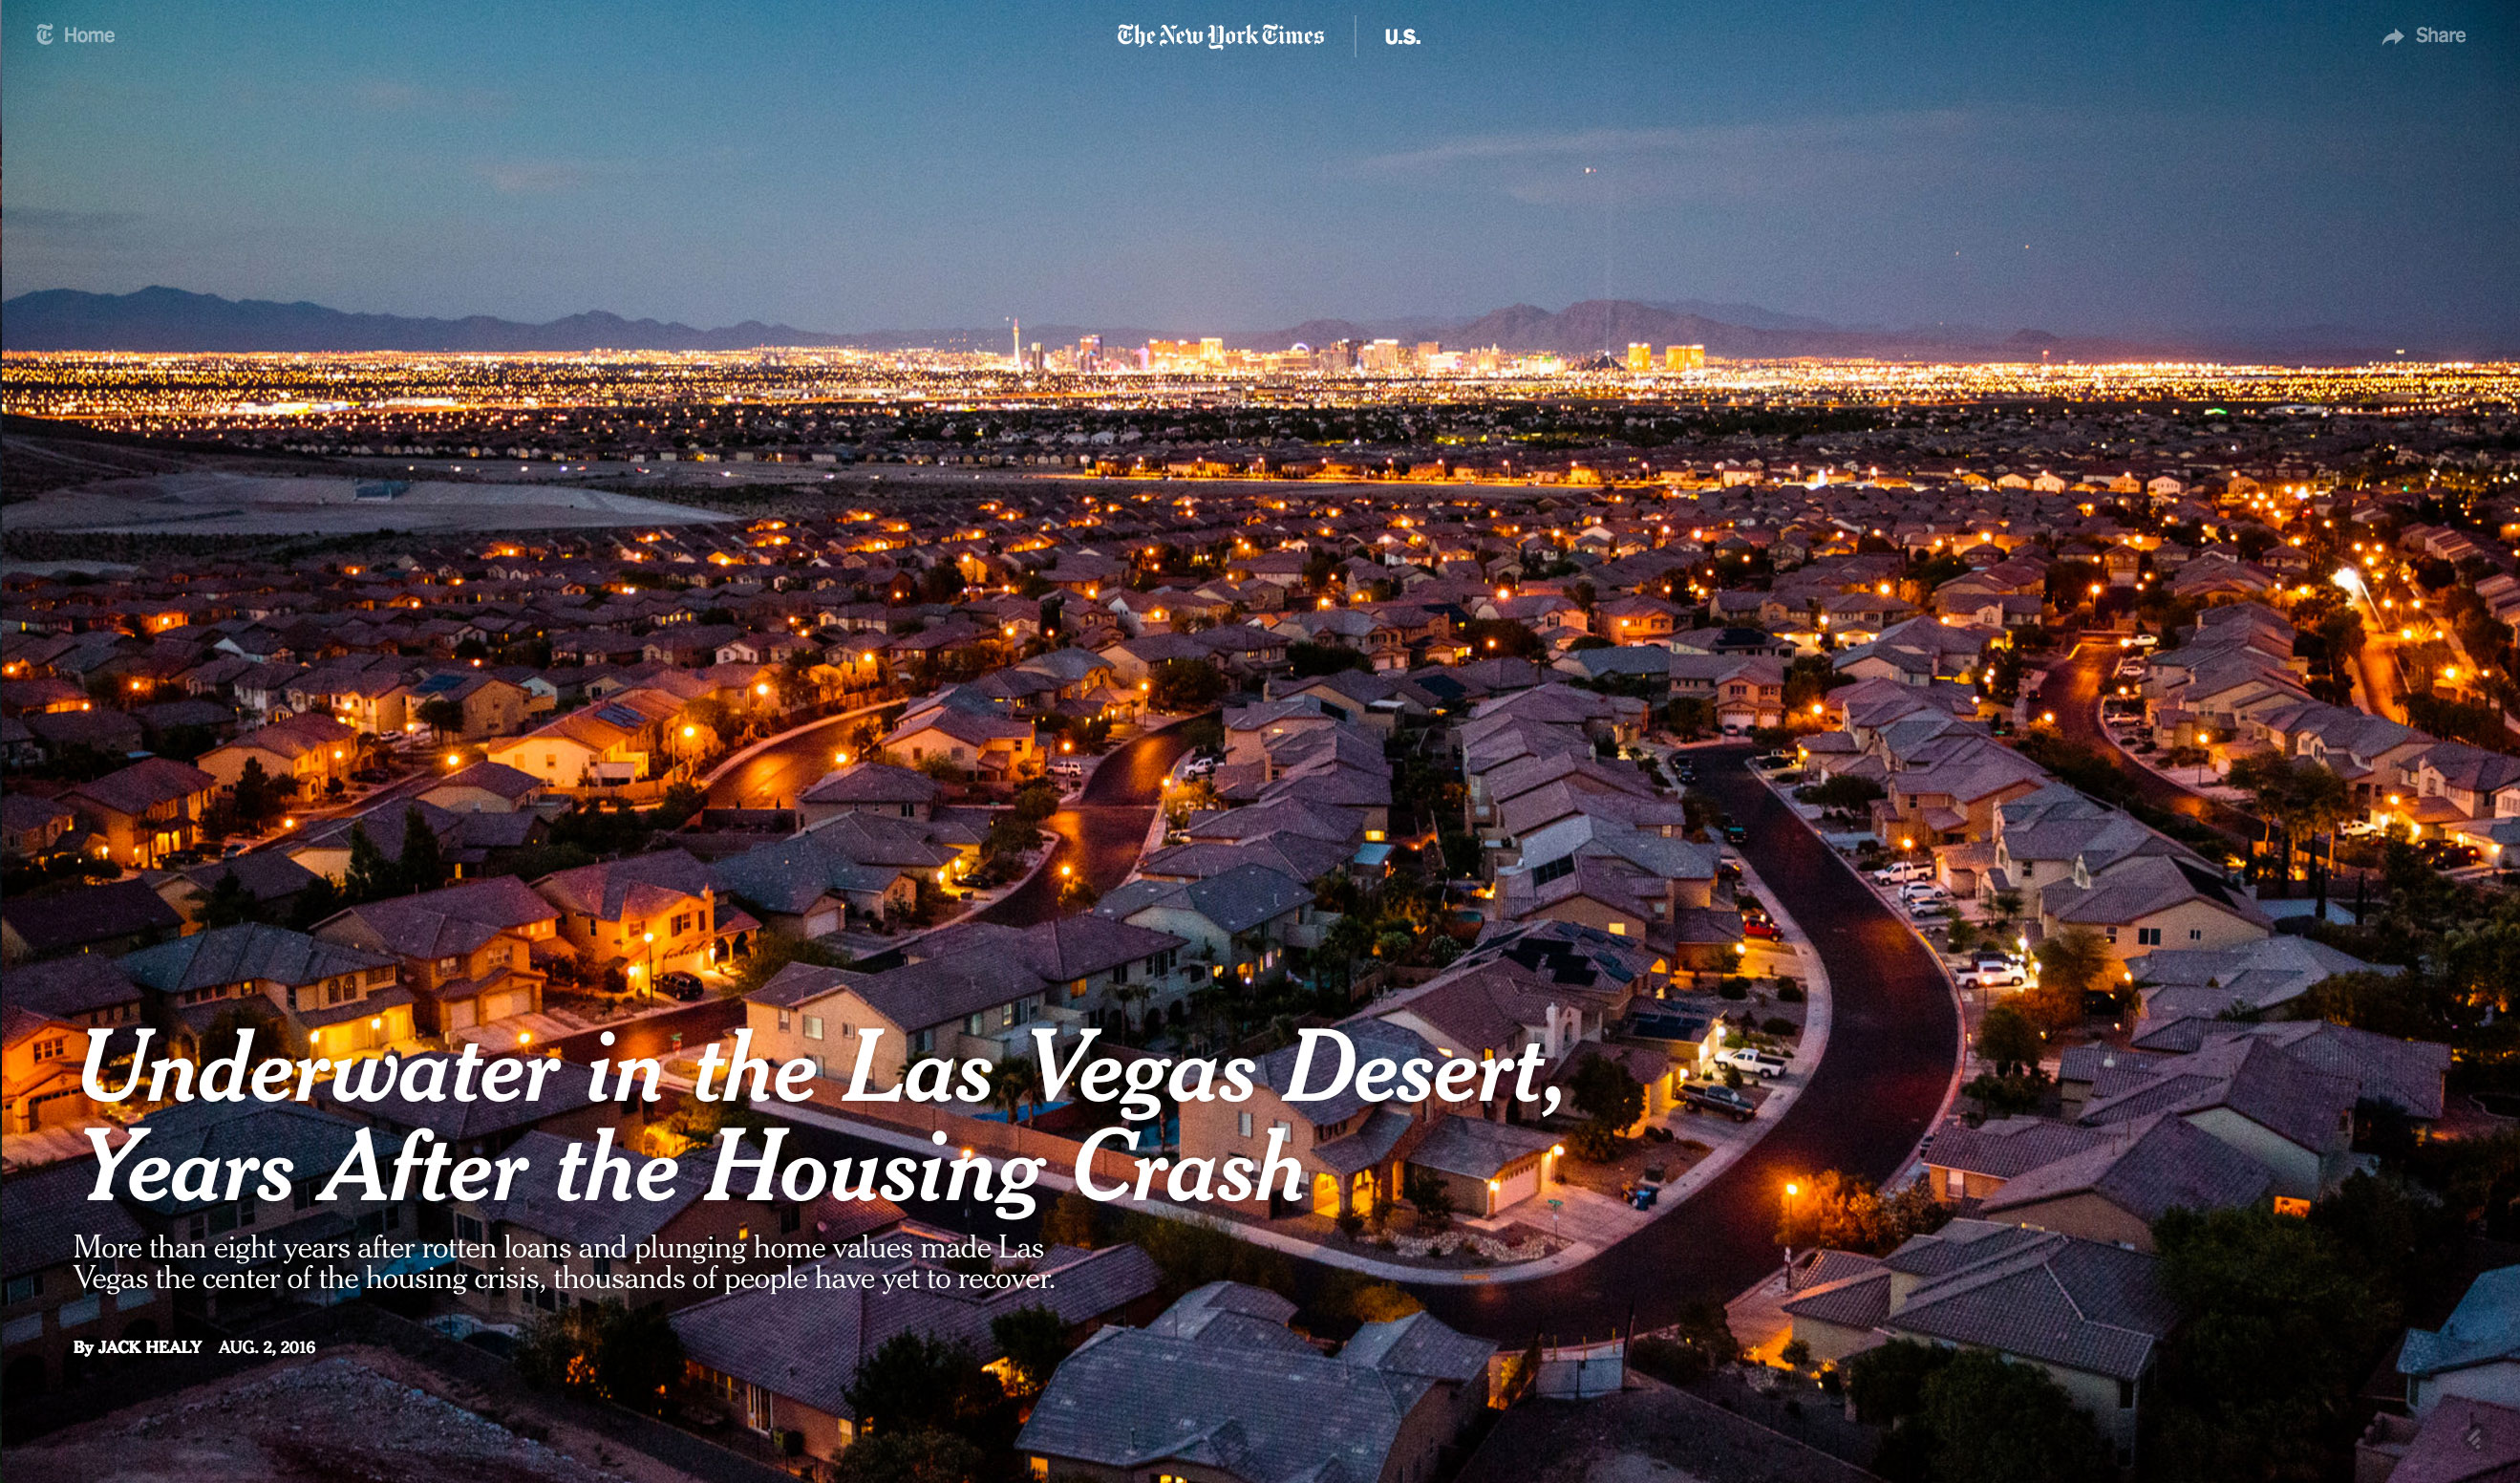 Home
The New York Times
U.S.
Share
Underwater in the Las Vegas Desert,
Years After the Housing Crash
More than eight years after rotten loans and plunging home values made Las
Vegas the center of the housing crisis, thousands of people have yet to recover.
By JACK HEALY AUG. 2, 2016